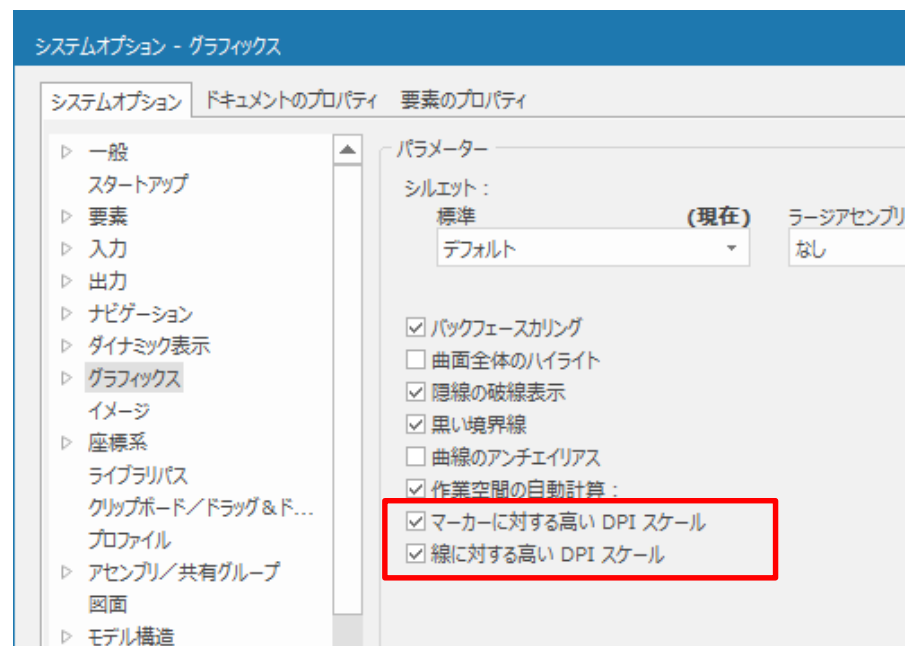 システムオプション - グラフィックス
システムオプション ドキュメントのプロパティ 要素のプロパティ
一般
スタートアップ
要素
入力
出力
ナビゲーション
ダイナミック表示
グラフィックス
イメージ
座標系
ライブラリパス
クリップボード／ドラッグ＆ド...
プロファイル
アセンブリ／共有グループ
図面
モデル構造
パラメーター
シルエット :
標準 (現在) ラージアセンブリ
デフォルト なし
バックフェースカリング
曲面全体のハイライト
隠線の破線表示
黒い境界線
曲線のアンチエイリアス
作業空間の自動計算 :
マーカーに対する高い DPI スケール
線に対する高い DPI スケール